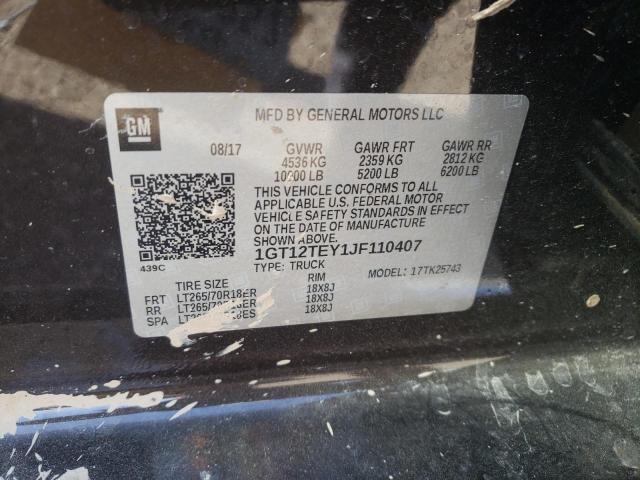 MFD BY GENERAL MOTORS LLC
GM
08/17 GVWR GAWR FRT GAWR RR
4536 KG 2359 KG 2812 KG
10000 LB 5200 LB 6200 LB
THIS VEHICLE CONFORMS TO ALL
APPLICABLE U.S. FEDERAL MOTOR
VEHICLE SAFETY STANDARDS IN EFFECT
ON THE DATE OF MANUFACTURE
SHOWN ABOVE.
1GT12TEY1JF110407
439C
TYPE: TRUCK MODEL: 17TK25743
TIRE SIZE RIM
FRT LT265/70R18ER 18X8J
RR LT265/70R18ER 18X8J
SPA 18X8J